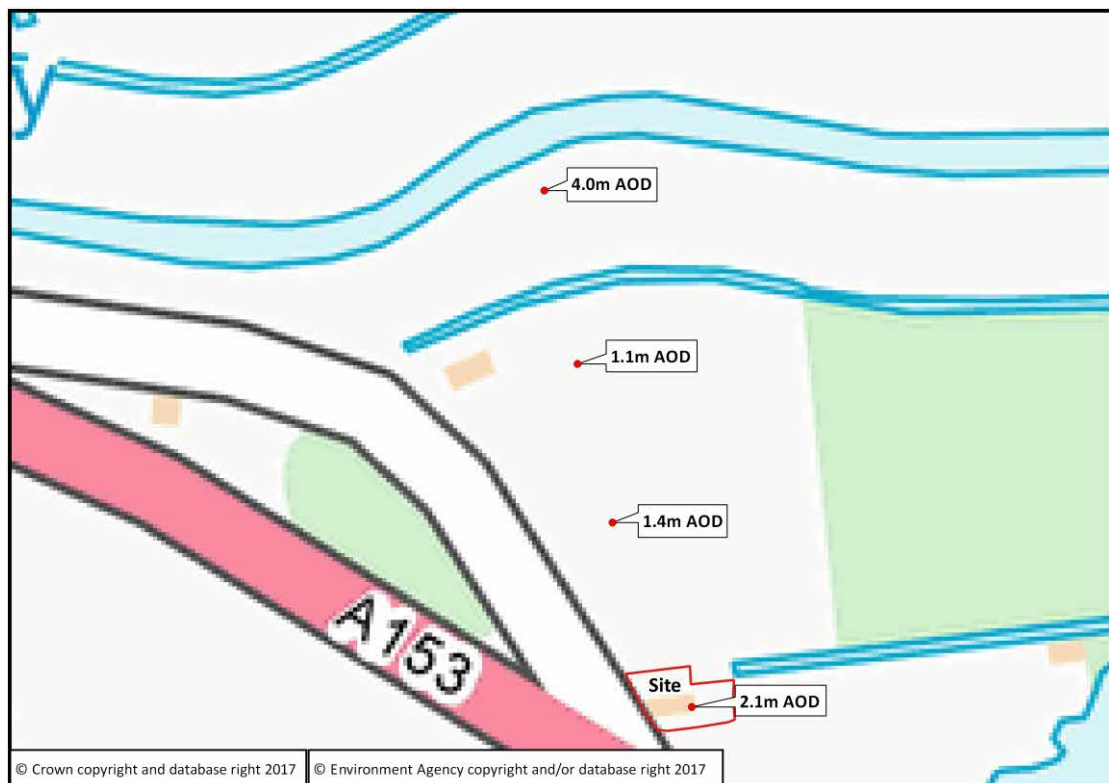 4.0m AOD
1.1m AOD
1.4m AOD
A153
Site
2.1m AOD
© Crown copyright and database right 2017
© Environment Agency copyright and/or database right 2017